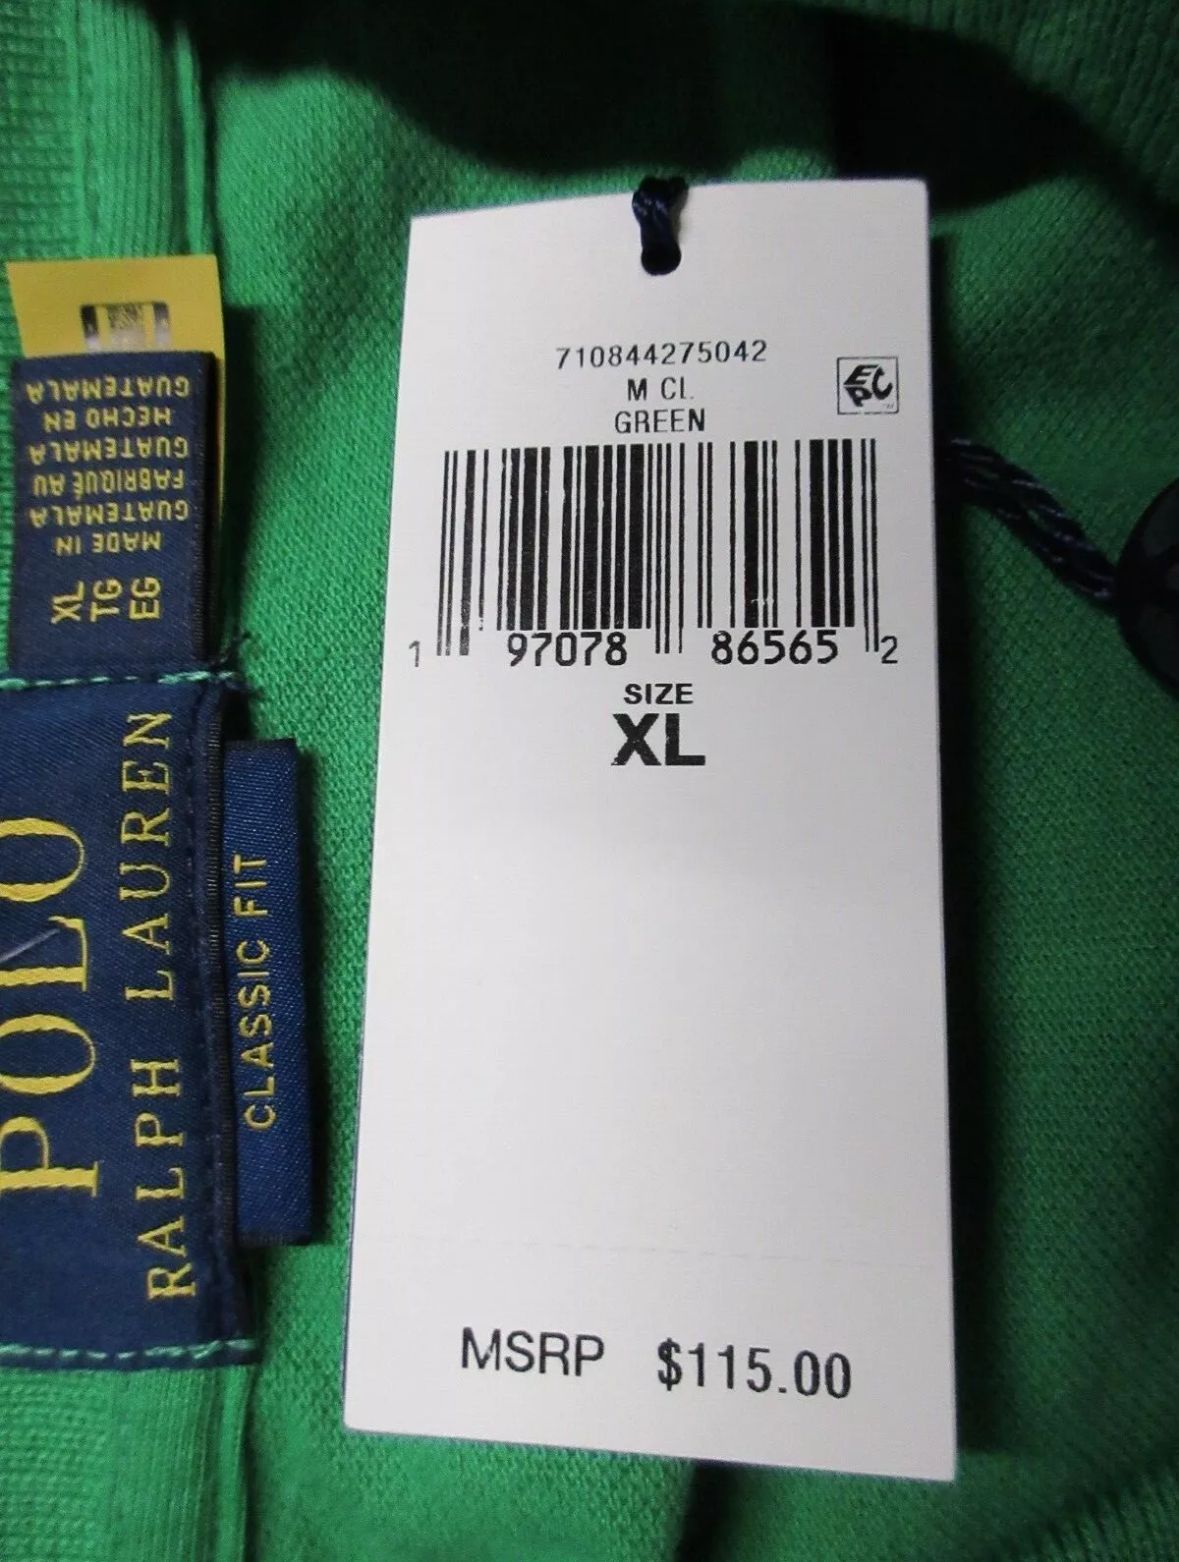 710844275042
M CL
GREEN
1 97078 86565 2
SIZE
XL
MSRP $115.00
EPC
POLO
RALPH LAUREN
CLASSIC FIT
XL
TG
EG
MADE IN
GUATEMALA
FABRIQUÉ AU
GUATEMALA
HECHO EN
GUATEMALA